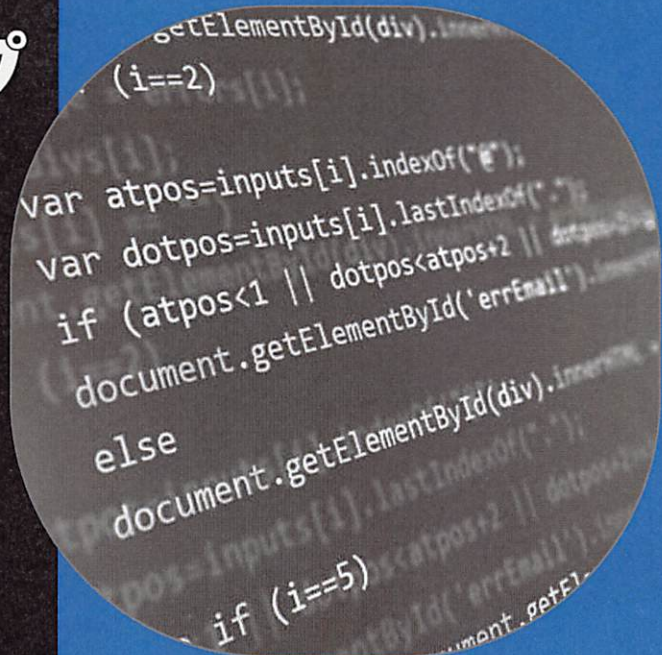 getElementById(div).
(i==2)
var atpos=inputs[i].indexOf("@");
var dotpos=inputs[i].lastIndexOf(".");
if (atpos<1 || dotpos<atpos+2 ||
document.getElementById('errEmail').
else
document.getElementById(div).innerHTML
if (i==5)